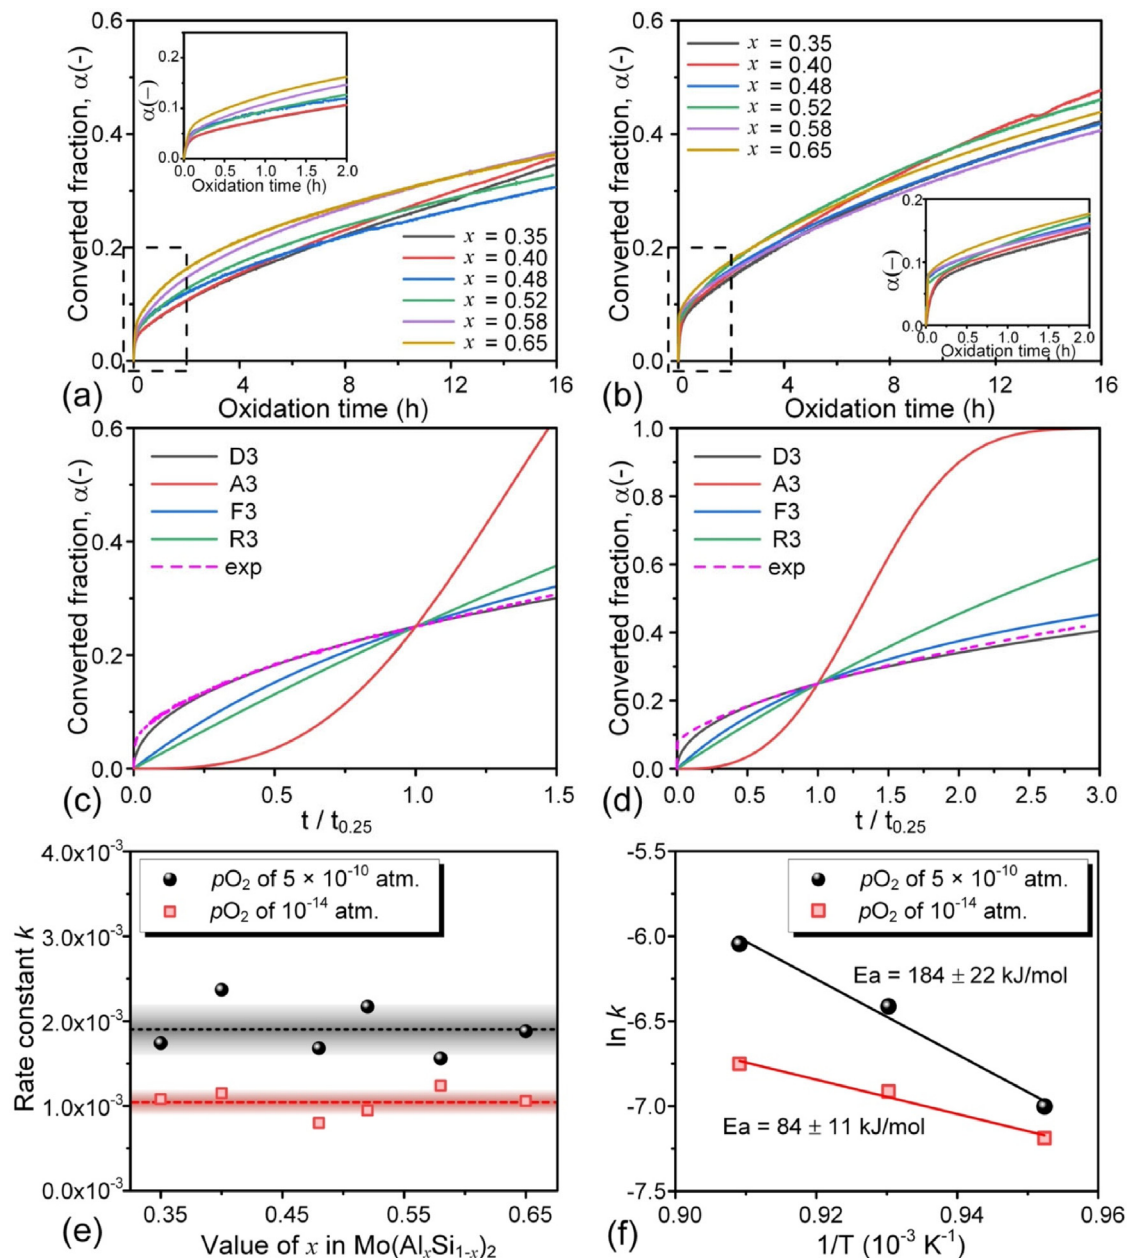 0.6
0.4
0.2
0.0
Converted fraction, α(-)
0.2
0.1
0.0
α(−)
0.0 0.5 1.0 1.5 2.0
Oxidation time (h)
x = 0.35
x = 0.40
x = 0.48
x = 0.52
x = 0.58
x = 0.65
0 4 8 12 16
(a) Oxidation time (h)
0.6
0.4
0.2
0.0
Converted fraction, α(-)
x = 0.35
x = 0.40
x = 0.48
x = 0.52
x = 0.58
x = 0.65
0.2
0.1
0.0
α(−)
0.0 0.5 1.0 1.5 2.0
Oxidation time (h)
0 4 8 12 16
(b) Oxidation time (h)
0.6
0.4
0.2
0.0
Converted fraction, α(-)
D3
A3
F3
R3
exp
0.0 0.5 1.0 1.5
(c) t / t0.25
1.0
0.8
0.6
0.4
0.2
0.0
Converted fraction, α(-)
D3
A3
F3
R3
exp
0.0 0.5 1.0 1.5 2.0 2.5 3.0
(d) t / t0.25
4.0x10⁻³
3.0x10⁻³
2.0x10⁻³
1.0x10⁻³
0.0x10⁻³
Rate constant k
pO₂ of 5 × 10⁻¹⁰ atm.
pO₂ of 10⁻¹⁴ atm.
0.35 0.45 0.55 0.65
(e) Value of x in Mo(AlₓSi₁₋ₓ)₂
-5.5
-6.0
-6.5
-7.0
-7.5
ln k
pO₂ of 5 × 10⁻¹⁰ atm.
pO₂ of 10⁻¹⁴ atm.
Ea = 184 ± 22 kJ/mol
Ea = 84 ± 11 kJ/mol
0.90 0.92 0.94 0.96
(f) 1/T (10⁻³ K⁻¹)